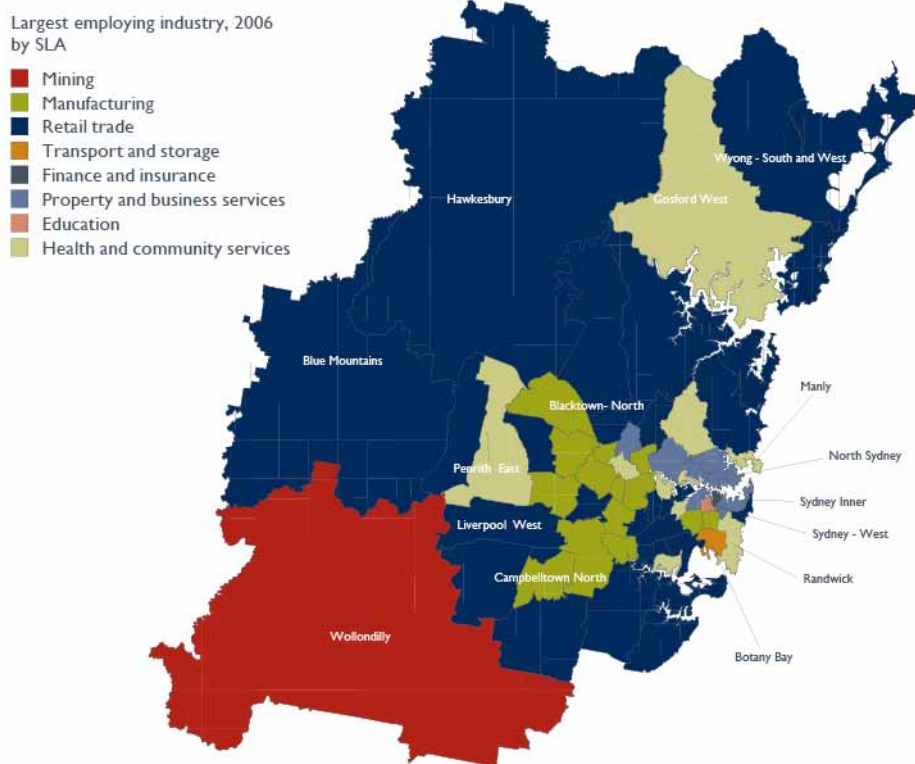 Largest employing industry, 2006
by SLA
Mining
Manufacturing
Retail trade
Transport and storage
Finance and insurance
Property and business services
Education
Health and community services
Wyong - South and West
Hawkesbury
Gosford West
Blue Mountains
Manly
Blacktown- North
North Sydney
Penrith East
Sydney Inner
Liverpool West
Sydney - West
Campbelltown North
Randwick
Wollondilly
Botany Bay